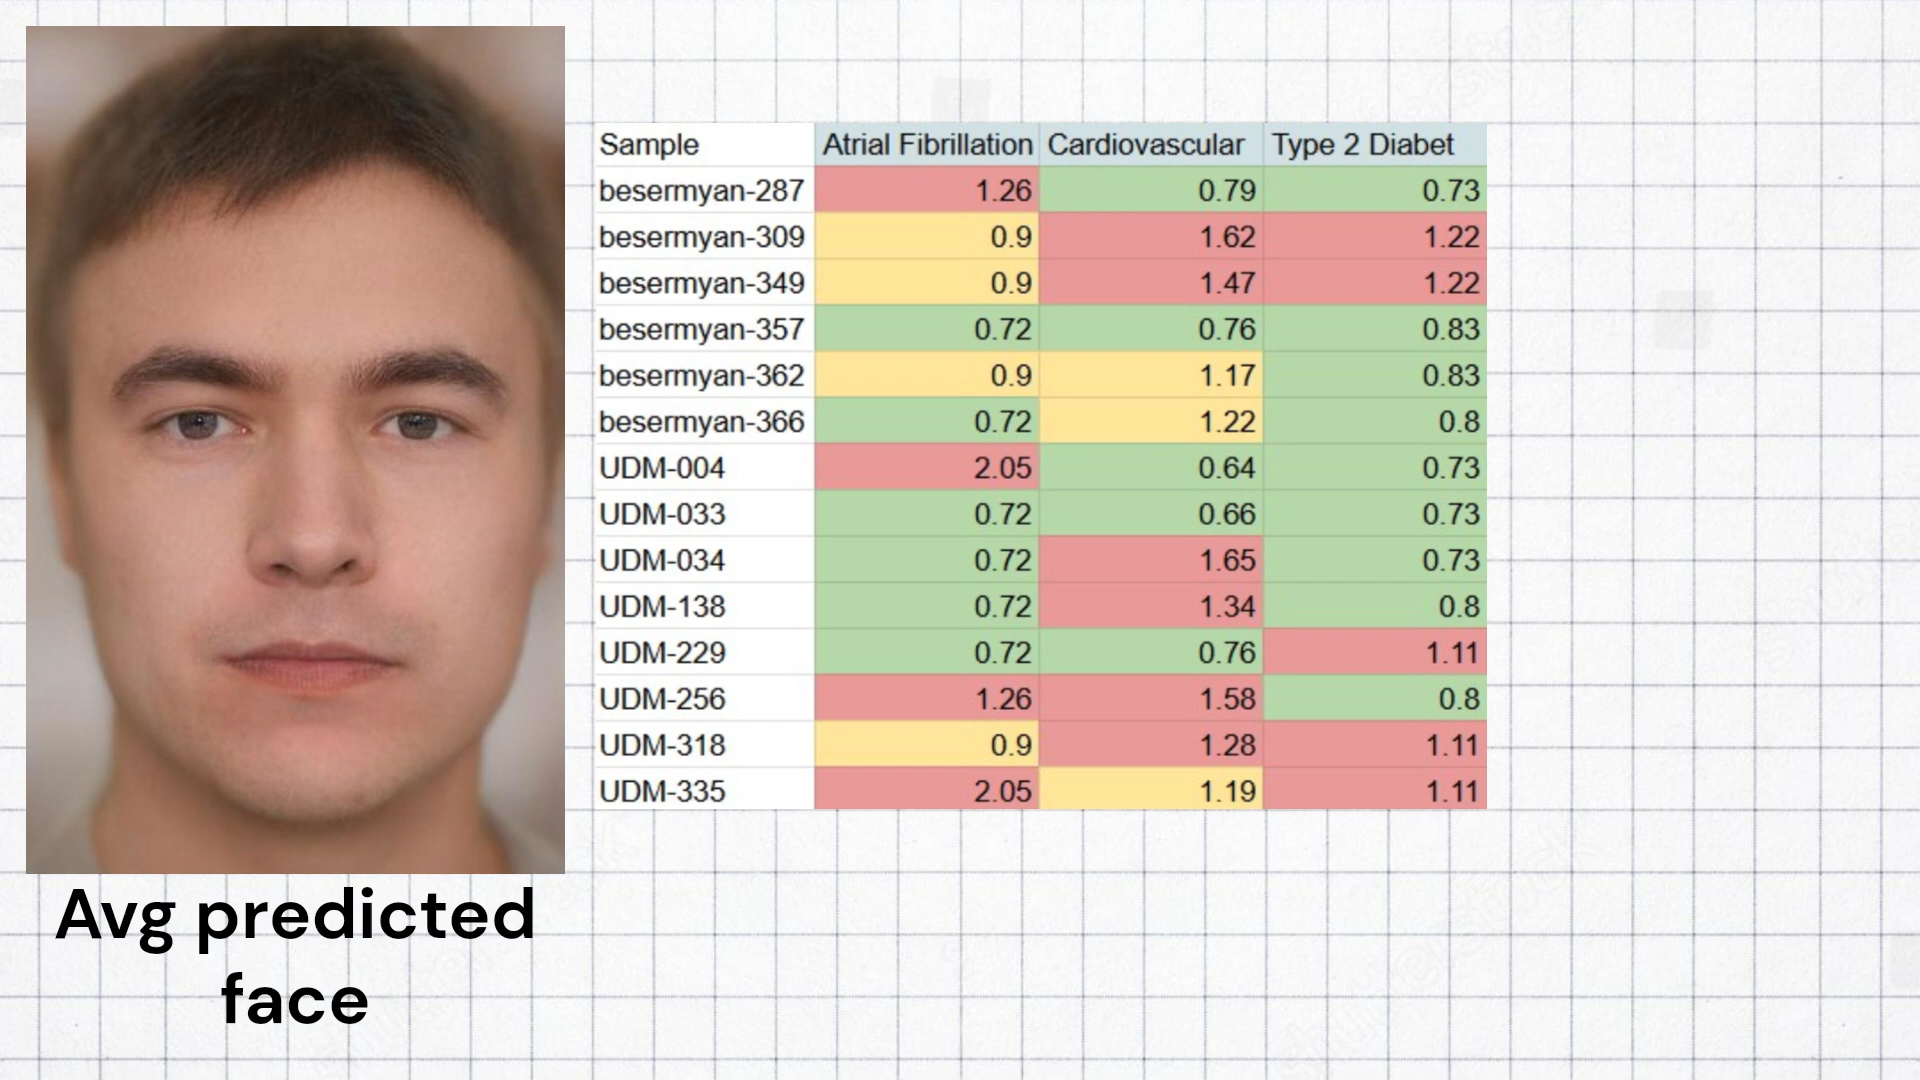 Sample Atrial Fibrillation Cardiovascular Type 2 Diabet
besermyan-287 1.26 0.79 0.73
besermyan-309 0.9 1.62 1.22
besermyan-349 0.9 1.47 1.22
besermyan-357 0.72 0.76 0.83
besermyan-362 0.9 1.17 0.83
besermyan-366 0.72 1.22 0.8
UDM-004 2.05 0.64 0.73
UDM-033 0.72 0.66 0.73
UDM-034 0.72 1.65 0.73
UDM-138 0.72 1.34 0.8
UDM-229 0.72 0.76 1.11
UDM-256 1.26 1.58 0.8
UDM-318 0.9 1.28 1.11
UDM-335 2.05 1.19 1.11
Avg predicted
face